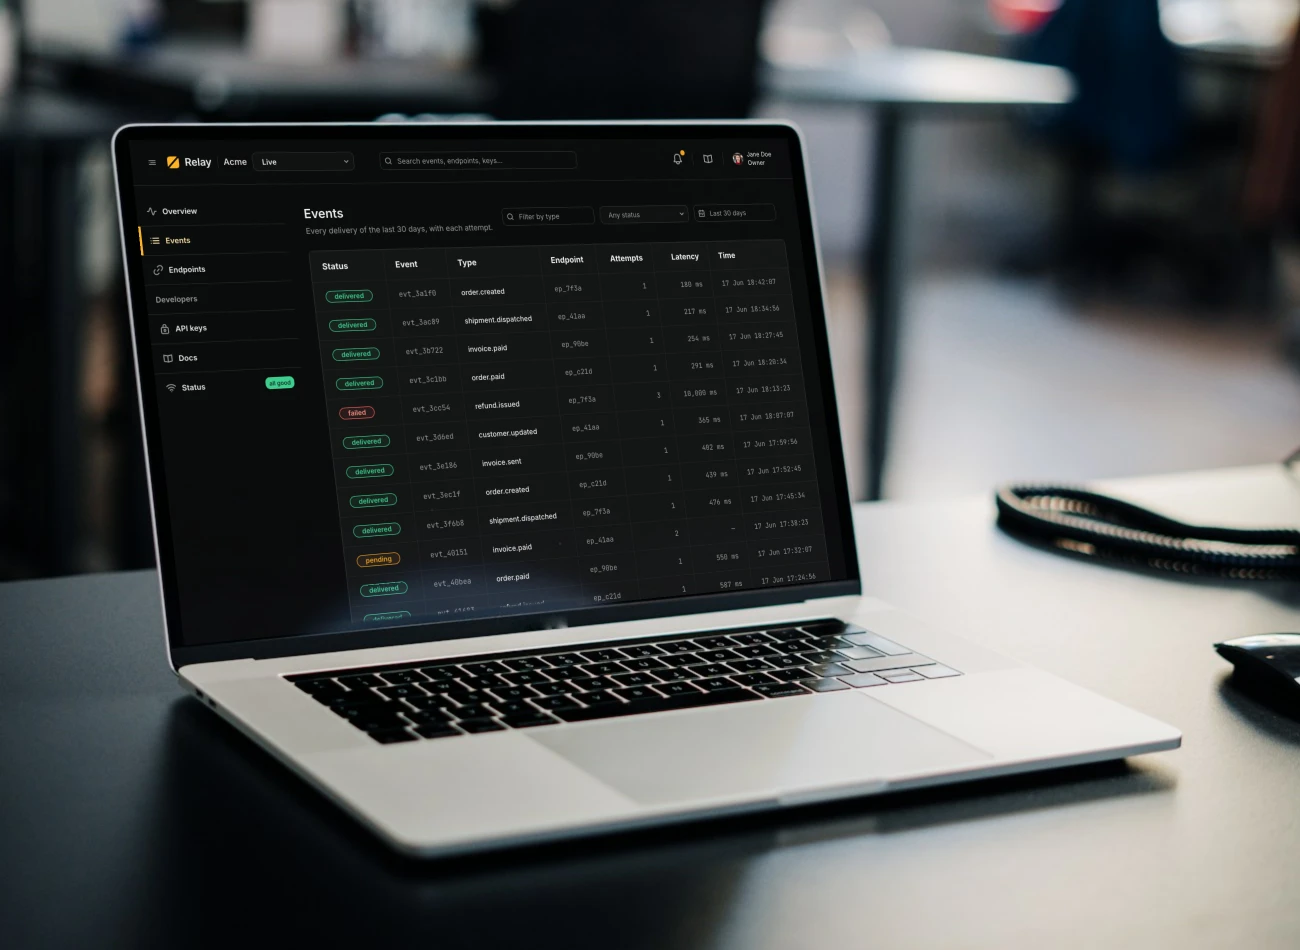 Relay Acme Live Search events, endpoints, keys... Jane Doe
Owner
Overview
Events
Endpoints
Developers
API keys
Docs
Status all good
Events
Every delivery of the last 30 days, with each attempt.
Filter by type Any status Last 30 days
Status Event Type Endpoint Attempts Latency Time
delivered evt_3a1f0 order.created ep_7f3a 1 180 ms 17 Jun 18:42:07
delivered evt_3ac89 shipment.dispatched ep_41aa 1 217 ms 17 Jun 18:34:56
delivered evt_3b722 invoice.paid ep_90be 1 254 ms 17 Jun 18:27:45
delivered evt_3c1bb order.paid ep_c21d 1 291 ms 17 Jun 18:20:34
failed evt_3cc54 refund.issued ep_7f3a 3 10,000 ms 17 Jun 18:13:23
delivered evt_3d6ed customer.updated ep_41aa 1 365 ms 17 Jun 18:07:07
delivered evt_3e186 invoice.sent ep_90be 1 402 ms 17 Jun 17:59:56
delivered evt_3ec1f order.created ep_c21d 1 439 ms 17 Jun 17:52:45
delivered evt_3f6b8 shipment.dispatched ep_7f3a 1 476 ms 17 Jun 17:45:34
pending evt_40151 invoice.paid ep_41aa 2 – 17 Jun 17:38:23
delivered evt_40bea order.paid ep_90be 1 550 ms 17 Jun 17:32:07
delivered ep_c21d 1 587 ms 17 Jun 17:24:56